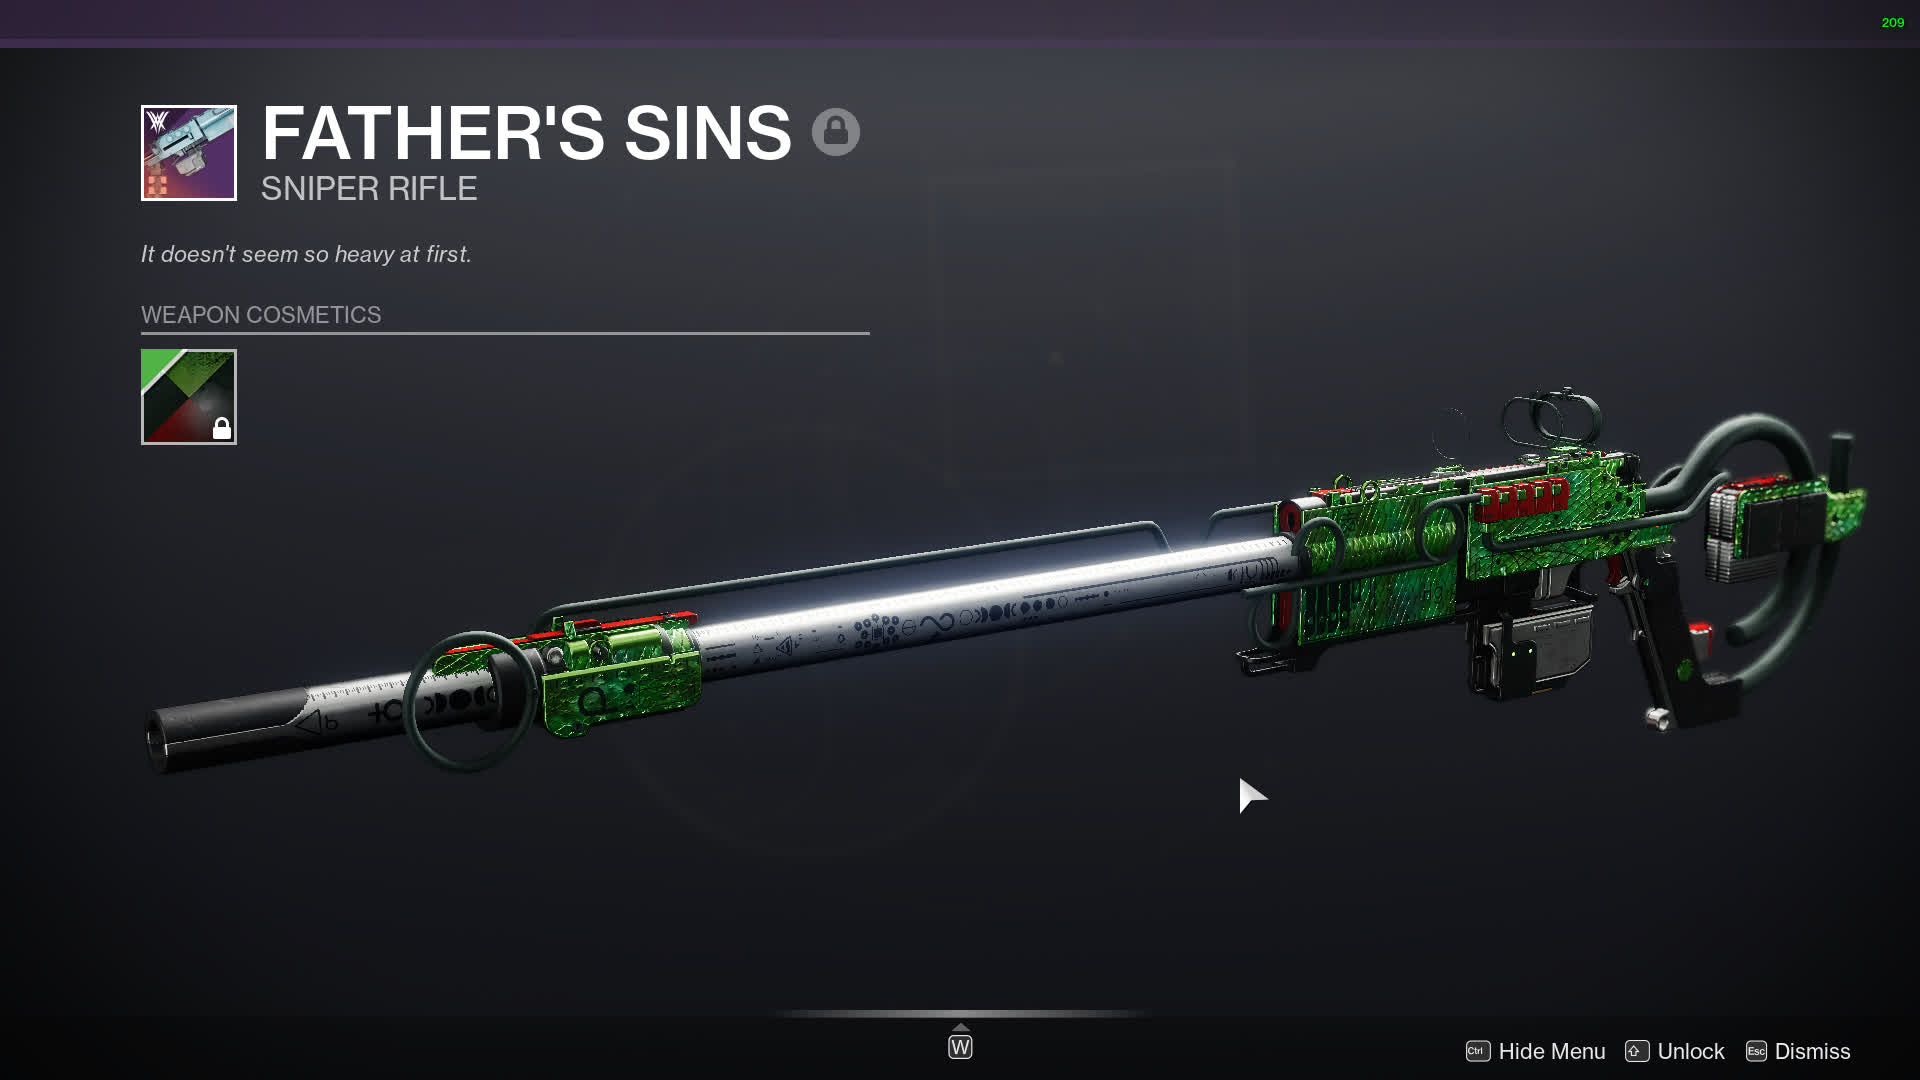 209
FATHER'S SINS
SNIPER RIFLE
It doesn't seem so heavy at first.
WEAPON COSMETICS
W
Ctrl Hide Menu Unlock Esc Dismiss